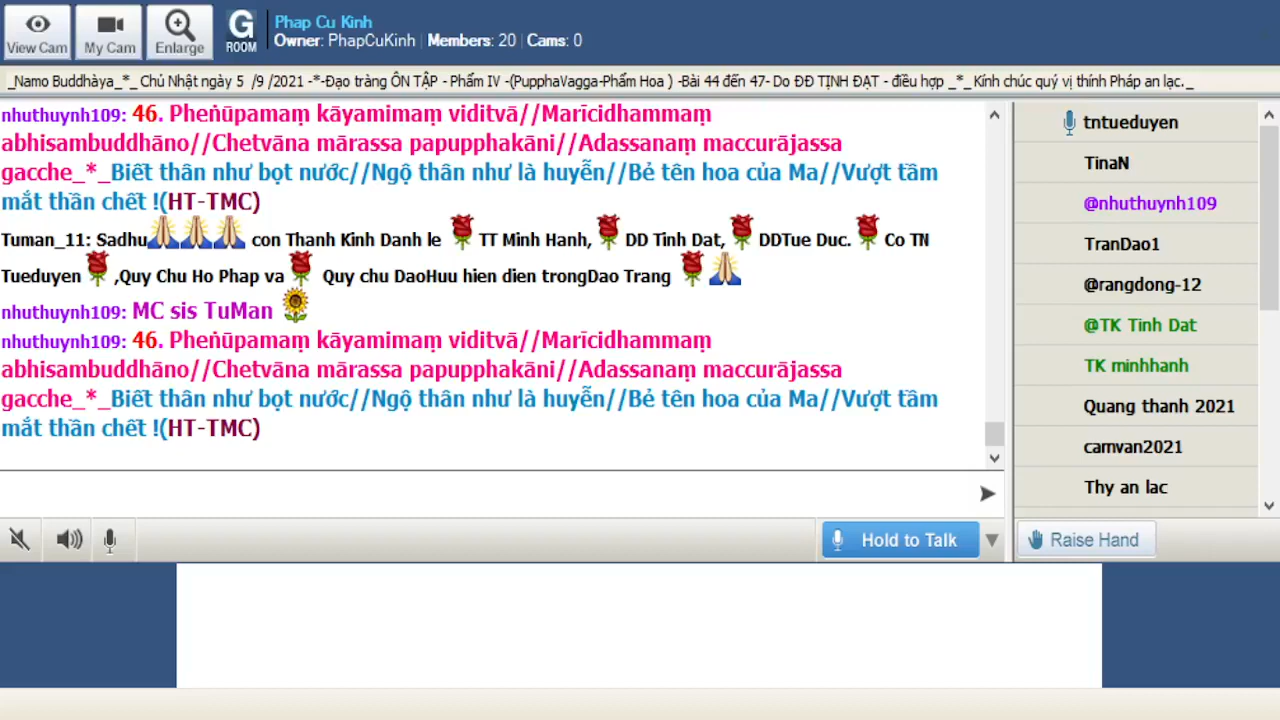 View Cam
My Cam
Enlarge
G
ROOM
Phap Cu Kinh
Owner: PhapCuKinh | Members: 20 | Cams: 0
_Namo Buddhàya_*_ Chủ Nhật ngày 5 /9 /2021 -*-Đạo tràng ÔN TẬP - Phẩm IV -(PupphaVagga-Phẩm Hoa ) -Bài 44 đến 47- Do ĐĐ TỊNH ĐẠT - điều hợp _*_Kính chúc quý vị thính Pháp an lạc._
nhuthuynh109: 46. Pheṅūpamaṃ kāyamimaṃ viditvā//Marīcidhammaṃ
abhisambuddhāno//Chetvāna mārassa papupphakāni//Adassanaṃ maccurājassa
gacche_*_Biết thân như bọt nước//Ngộ thân như là huyễn//Bẻ tên hoa của Ma//Vượt tầm
mắt thần chết !(HT-TMC)
Tuman_11: Sadhu con Thanh Kinh Danh le TT Minh Hanh, DD Tinh Dat, DDTue Duc. Co TN
Tueduyen ,Quy Chu Ho Phap va Quy chu DaoHuu hien dien trongDao Trang
nhuthuynh109: MC sis TuMan
nhuthuynh109: 46. Pheṅūpamaṃ kāyamimaṃ viditvā//Marīcidhammaṃ
abhisambuddhāno//Chetvāna mārassa papupphakāni//Adassanaṃ maccurājassa
gacche_*_Biết thân như bọt nước//Ngộ thân như là huyễn//Bẻ tên hoa của Ma//Vượt tầm
mắt thần chết !(HT-TMC)
tntueduyen
TinaN
@nhuthuynh109
TranDao1
@rangdong-12
@TK Tinh Dat
TK minhhanh
Quang thanh 2021
camvan2021
Thy an lac
Hold to Talk
Raise Hand